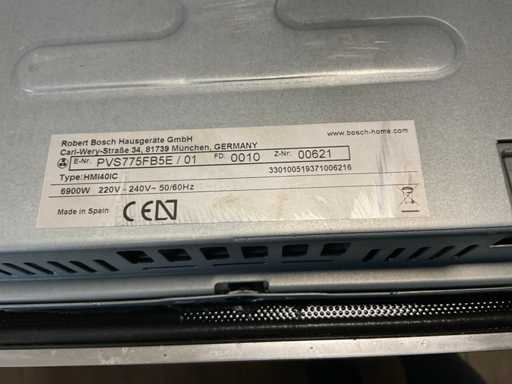 Robert Bosch Hausgeräte GmbH
Carl-Wery-Straße 34, 81739 München, GERMANY
www.bosch-home.com
E-Nr. PVS775FB5E / 01 FD. 0010 Z-Nr. 00621
Type:HMI40IC
330100519371006216
6900W 220V - 240V~ 50/60Hz
Made in Spain
CE